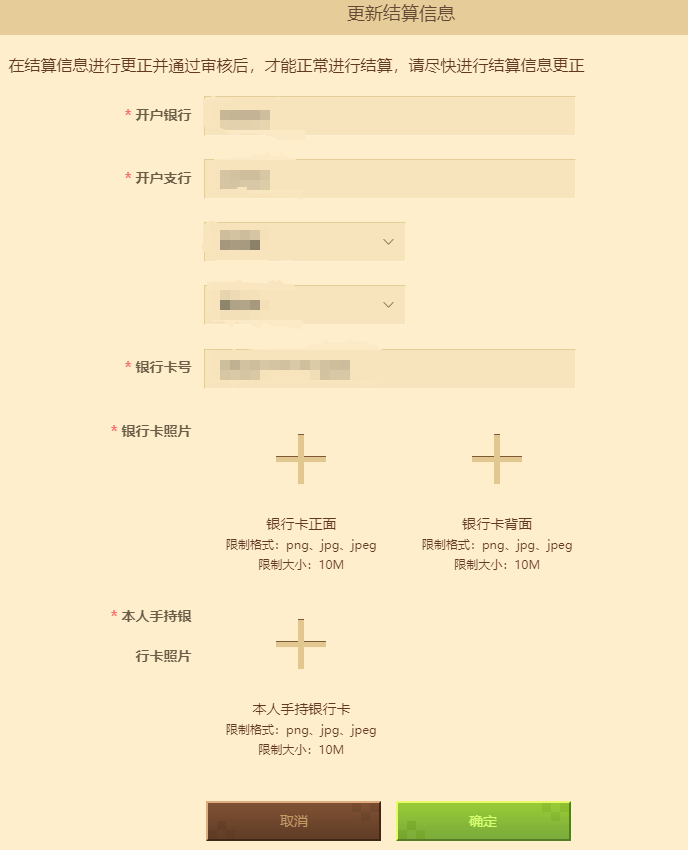 更新结算信息
在结算信息进行更正并通过审核后，才能正常进行结算，请尽快进行结算信息更正
* 开户银行
* 开户支行
* 银行卡号
* 银行卡照片
银行卡正面 银行卡背面
限制格式：png、jpg、jpeg 限制格式：png、jpg、jpeg
限制大小：10M 限制大小：10M
* 本人手持银
行卡照片
本人手持银行卡
限制格式：png、jpg、jpeg
限制大小：10M
取消 确定